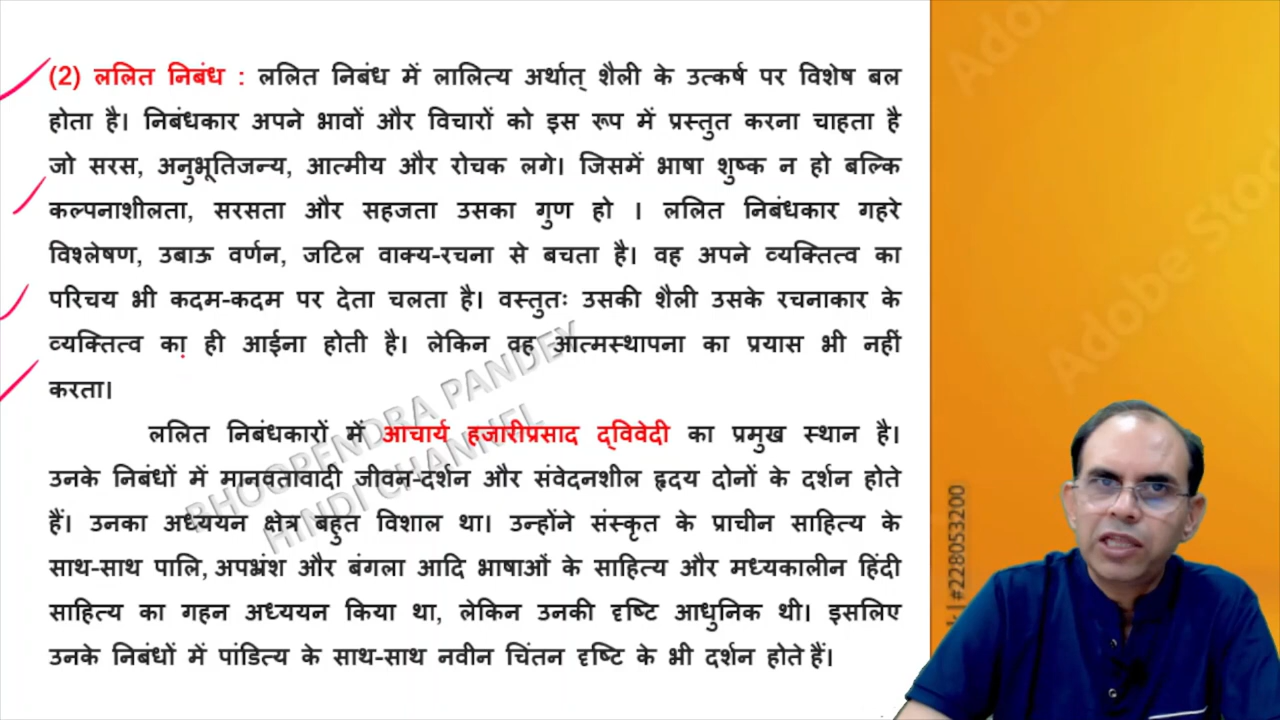 (2) ललित निबंध : ललित निबंध में लालित्य अर्थात् शैली के उत्कर्ष पर विशेष बल
होता है। निबंधकार अपने भावों और विचारों को इस रूप में प्रस्तुत करना चाहता है
जो सरस, अनुभूतिजन्य, आत्मीय और रोचक लगे। जिसमें भाषा शुष्क न हो बल्कि
कल्पनाशीलता, सरसता और सहजता उसका गुण हो । ललित निबंधकार गहरे
विश्लेषण, उबाऊ वर्णन, जटिल वाक्य-रचना से बचता है। वह अपने व्यक्तित्व का
परिचय भी कदम-कदम पर देता चलता है। वस्तुतः उसकी शैली उसके रचनाकार के
व्यक्तित्व का ही आईना होती है। लेकिन वह आत्मस्थापना का प्रयास भी नहीं
करता।
ललित निबंधकारों में आचार्य हजारीप्रसाद द्विवेदी का प्रमुख स्थान है।
उनके निबंधों में मानवतावादी जीवन-दर्शन और संवेदनशील हृदय दोनों के दर्शन होते
हैं। उनका अध्ययन क्षेत्र बहुत विशाल था। उन्होंने संस्कृत के प्राचीन साहित्य के
साथ-साथ पालि, अपभ्रंश और बंगला आदि भाषाओं के साहित्य और मध्यकालीन हिंदी
साहित्य का गहन अध्ययन किया था, लेकिन उनकी दृष्टि आधुनिक थी। इसलिए
उनके निबंधों में पांडित्य के साथ-साथ नवीन चिंतन दृष्टि के भी दर्शन होते हैं।
BHOOPENDRA PANDEY
HINDI CHANNEL
Adobe Stock
#228053200